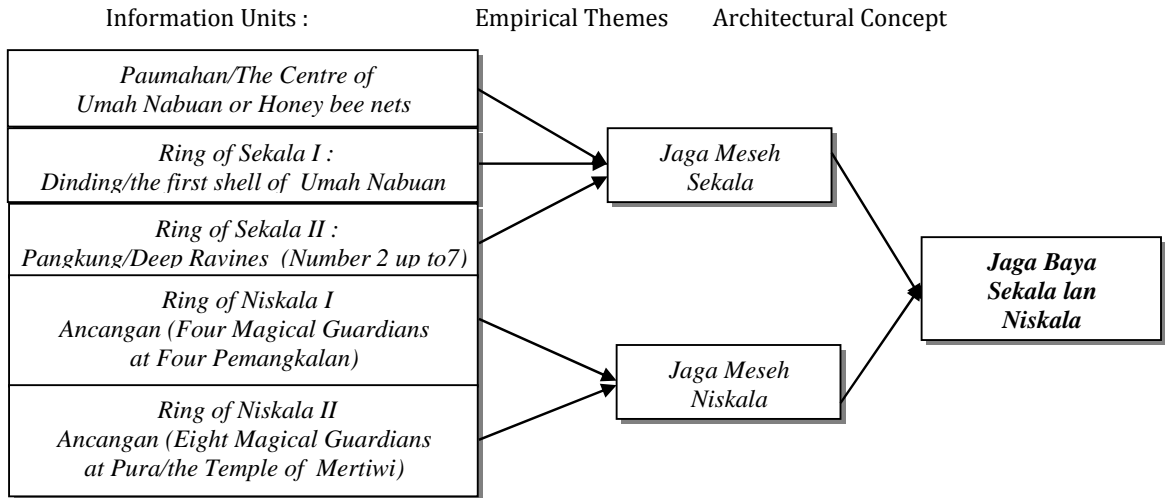 Information Units :
Empirical Themes
Architectural Concept
Paumahan/The Centre of
Umah Nabuan or Honey bee nets
Ring of Sekala I :
Dinding/the first shell of Umah Nabuan
Ring of Sekala II :
Pangkung/Deep Ravines (Number 2 up to7)
Ring of Niskala I
Ancangan (Four Magical Guardians
at Four Pemangkalan)
Ring of Niskala II
Ancangan (Eight Magical Guardians
at Pura/the Temple of Mertiwi)
Jaga Meseh
Sekala
Jaga Meseh
Niskala
Jaga Baya
Sekala lan
Niskala